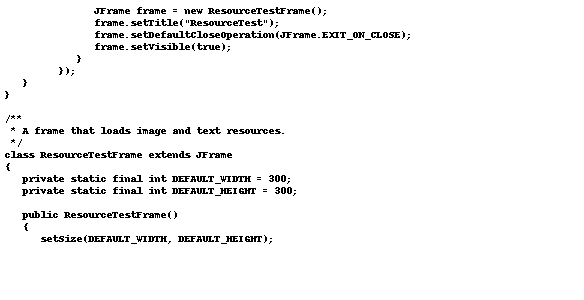 JFrame frame = new ResourceTestFrame();
frame.setTitle("ResourceTest");
frame.setDefaultCloseOperation(JFrame.EXIT_ON_CLOSE);
frame.setVisible(true);
}
});
}
}
/**
* A frame that loads image and text resources.
*/
class ResourceTestFrame extends JFrame
{
private static final int DEFAULT_WIDTH = 300;
private static final int DEFAULT_HEIGHT = 300;
public ResourceTestFrame()
{
setSize(DEFAULT_WIDTH, DEFAULT_HEIGHT);